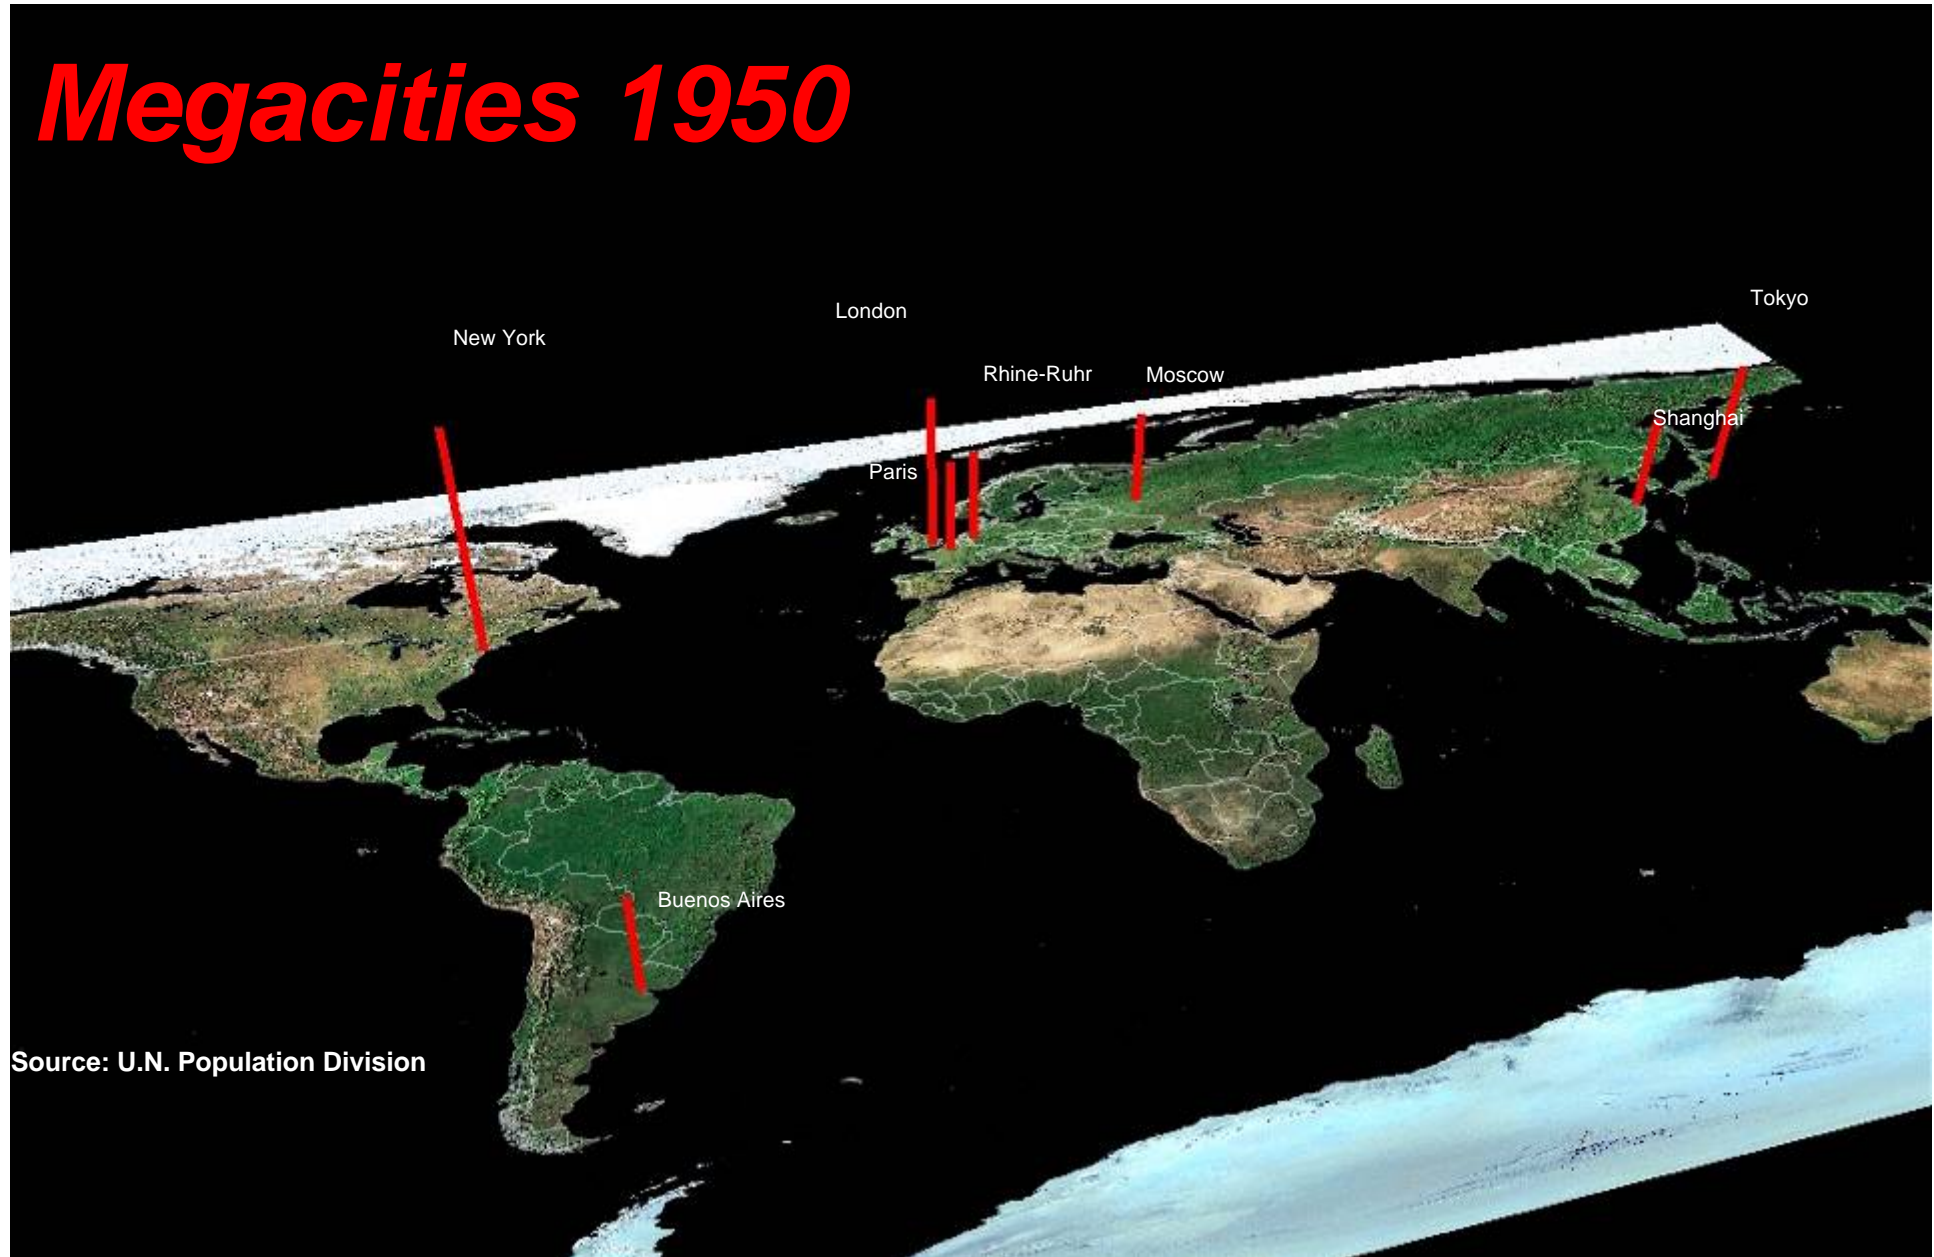 Megacities 1950
Tokyo
London
New York
Rhine-Ruhr
Moscow
Shanghai
Paris
Buenos Aires
Source: U.N. Population Division